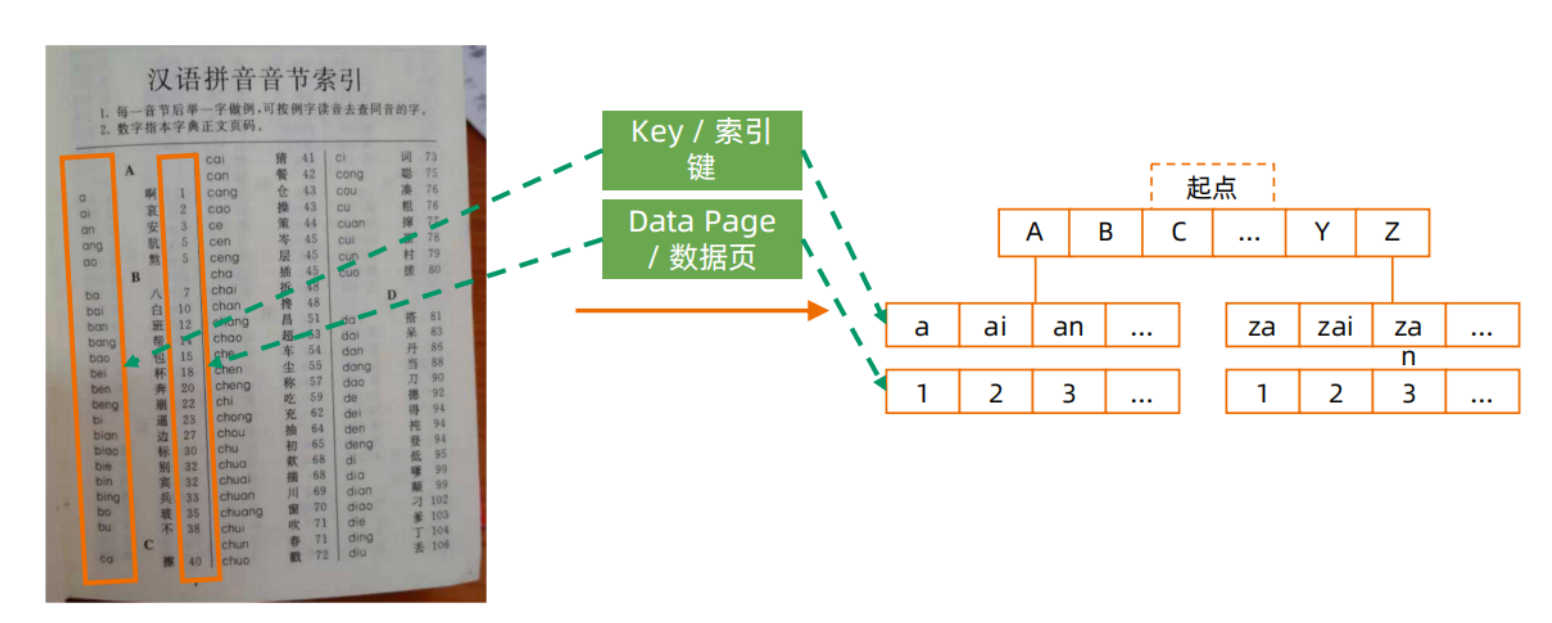 汉语拼音音节索引
1. 每一音节后举一字做例，可按例字读音去查同音的字。
2. 数字指本字典正文页码。
A
a 啊 1
ai 哀 2
an 安 3
ang 肮 5
ao 熬 5
B
ba 八 7
bai 白 10
ban 班 12
bang 帮 14
bao 包 15
bei 杯 18
ben 奔 20
beng 崩 22
bi 逼 23
bian 边 27
biao 标 30
bie 别 32
bin 宾 32
bing 兵 33
bo 玻 35
bu 不 38
C
ca 擦 40
cai 猜 41
can 餐 42
cang 仓 43
cao 操 43
ce 策 44
cen 岑 45
ceng 层 45
cha 插 45
chai 拆 48
chan 搀 48
chang 昌 51
chao 超 53
che 车 54
chen 尘 55
cheng 称 57
chi 吃 59
chong 充 62
chou 抽 64
chu 初 65
chua 欻 68
chuai 揣 68
chuan 川 69
chuang 窗 70
chui 吹 71
chun 春 71
chuo 戳 72
ci 词 73
cong 聪 75
cou 凑 76
cu 粗 76
cuan 77
cui 78
cun 村 79
cuo 搓 80
D
da 搭 81
dai 呆 83
dan 丹 86
dang 当 88
dao 刀 90
de 德 92
dei 得 94
den 扽 94
deng 登 94
di 低 95
dia 嗲 99
dian 颠 99
diao 刁 102
die 爹 103
ding 丁 104
diu 丢 106
Key / 索引
键
Data Page
/ 数据页
起点
A B C ... Y Z
a ai an ...
1 2 3 ...
za zai za ...
n
1 2 3 ...